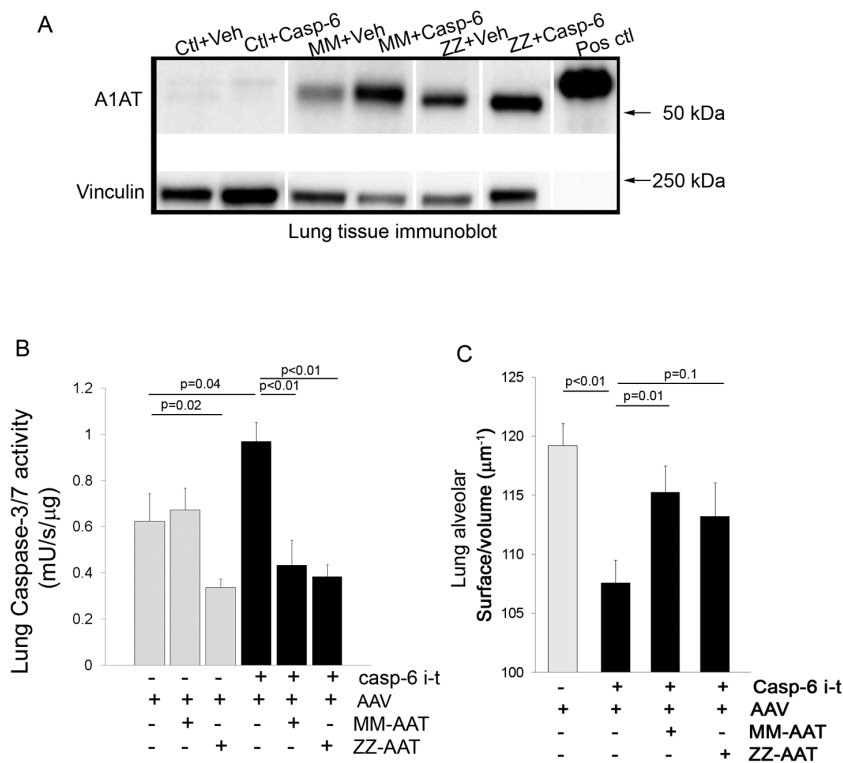 A
Ctl+Veh
Ctl+Casp-6
MM+Veh
MM+Casp-6
ZZ+Veh
ZZ+Casp-6
Pos ctl
A1AT
50 kDa
Vinculin
250 kDa
Lung tissue immunoblot
B
p<0.01
p=0.04
p<0.01
p=0.02
Lung Caspase-3/7 activity
(mU/s/µg)
1.2
1
0.8
0.6
0.4
0.2
0
- - - + + + casp-6 i-t
+ + + + + + AAV
- + - - + - MM-AAT
- - + - - + ZZ-AAT
C
p<0.01
p=0.1
p=0.01
Lung alveolar
Surface/volume (µm⁻¹)
125
120
115
110
105
100
- + + + Casp-6 i-t
+ + + + AAV
- - + - MM-AAT
- - - + ZZ-AAT